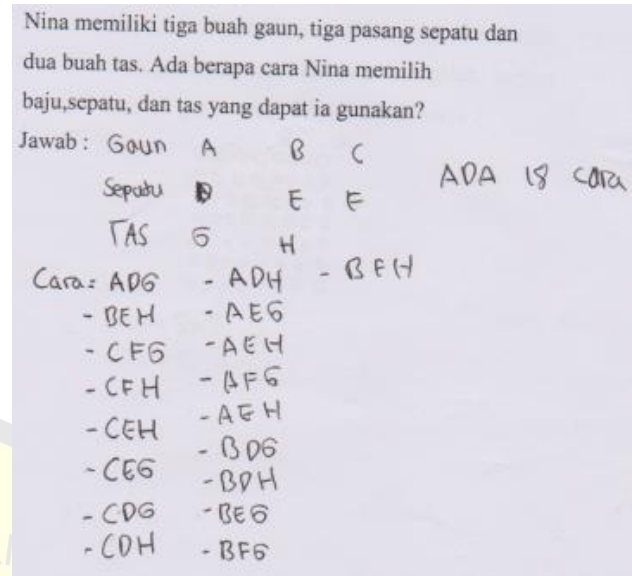 Nina memiliki tiga buah gaun, tiga pasang sepatu dan
dua buah tas. Ada berapa cara Nina memilih
baju,sepatu, dan tas yang dapat ia gunakan?
Jawab : Gaun A B C
Sepatu D E F
TAS G H
ADA 18 cara
Cara: ADG - ADH - BFH
- BEH - AEG
- CFG - AEH
- CFH - AFG
- CEH - AFH
- CEG - BDG
- CDG - BDH
- CDH - BEG
- BFG